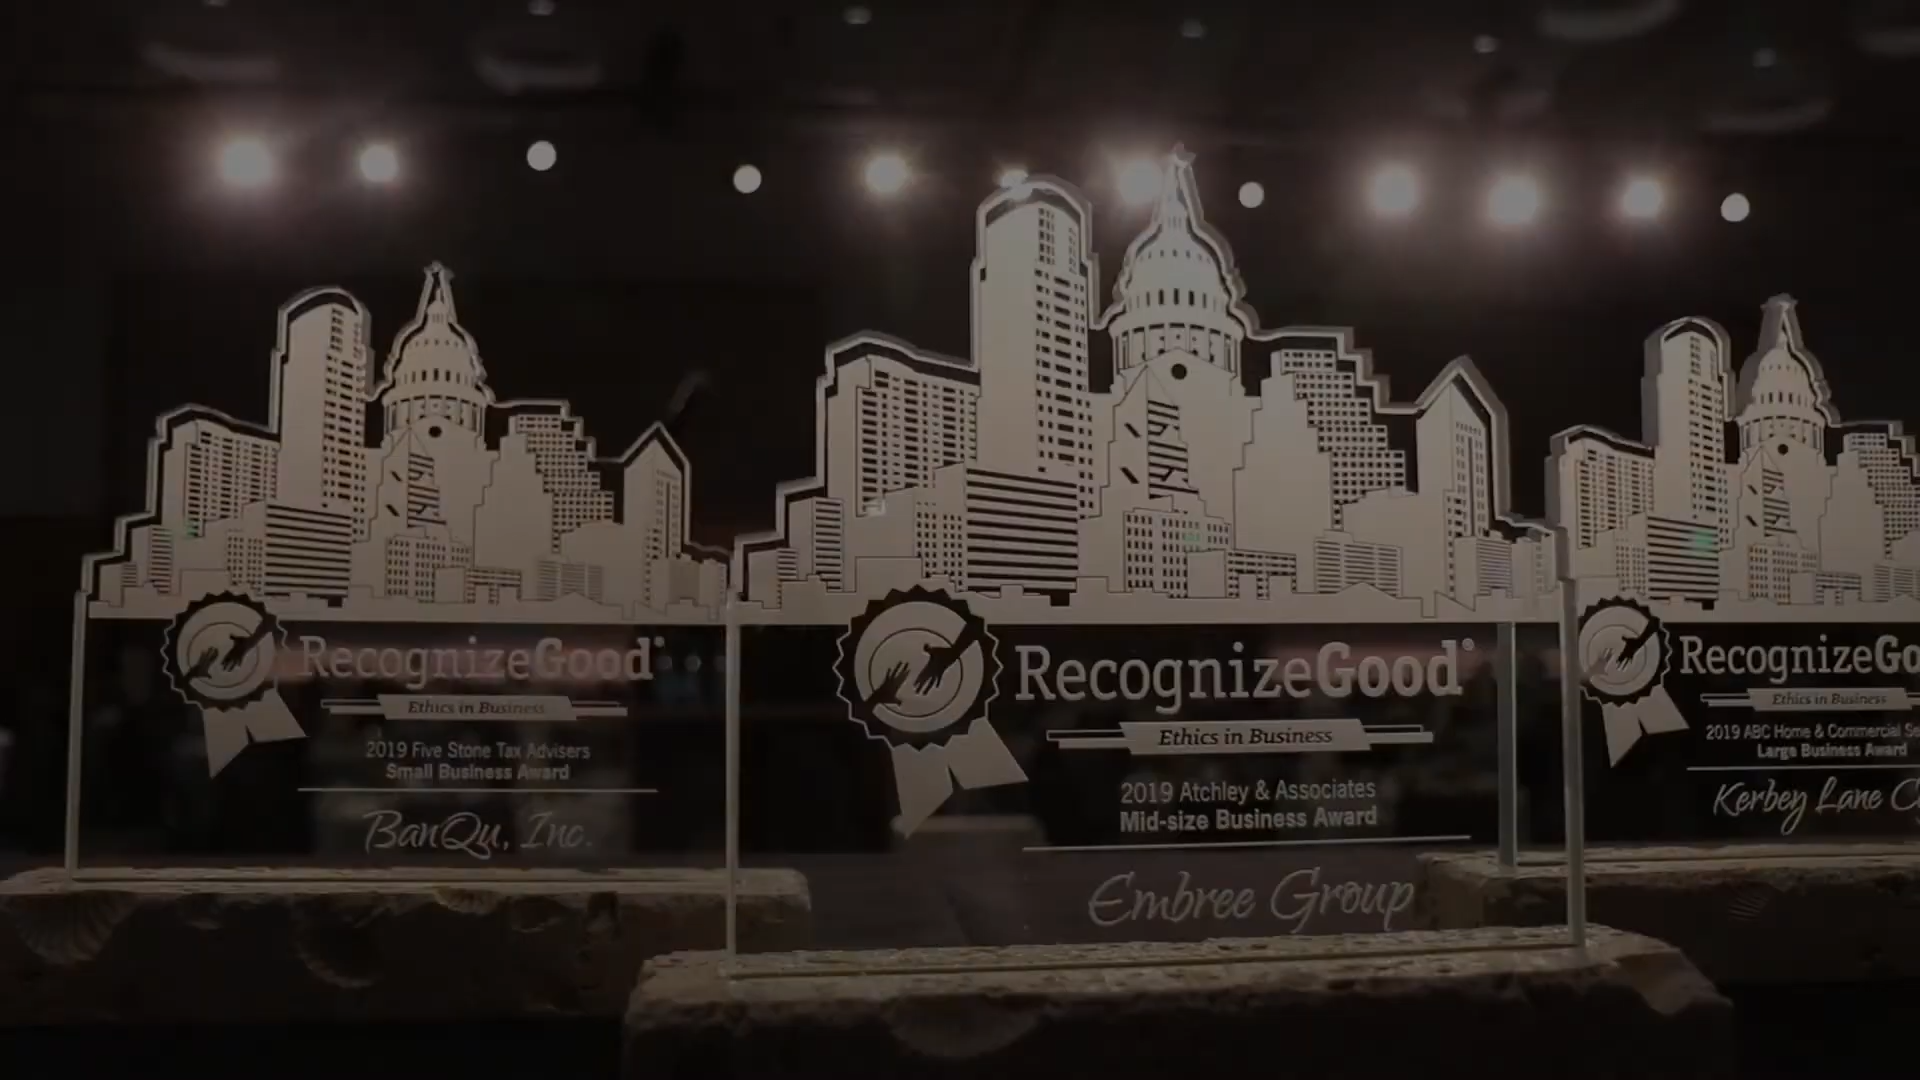 RecognizeGood®
Ethics in Business
2019 Five Stone Tax Advisers
Small Business Award
BanQu, Inc.
RecognizeGood®
Ethics in Business
2019 Atchley & Associates
Mid-size Business Award
Embree Group
RecognizeGo
Ethics in Business
2019 ABC Home & Commercial Se
Large Business Award
Kerbey Lane C